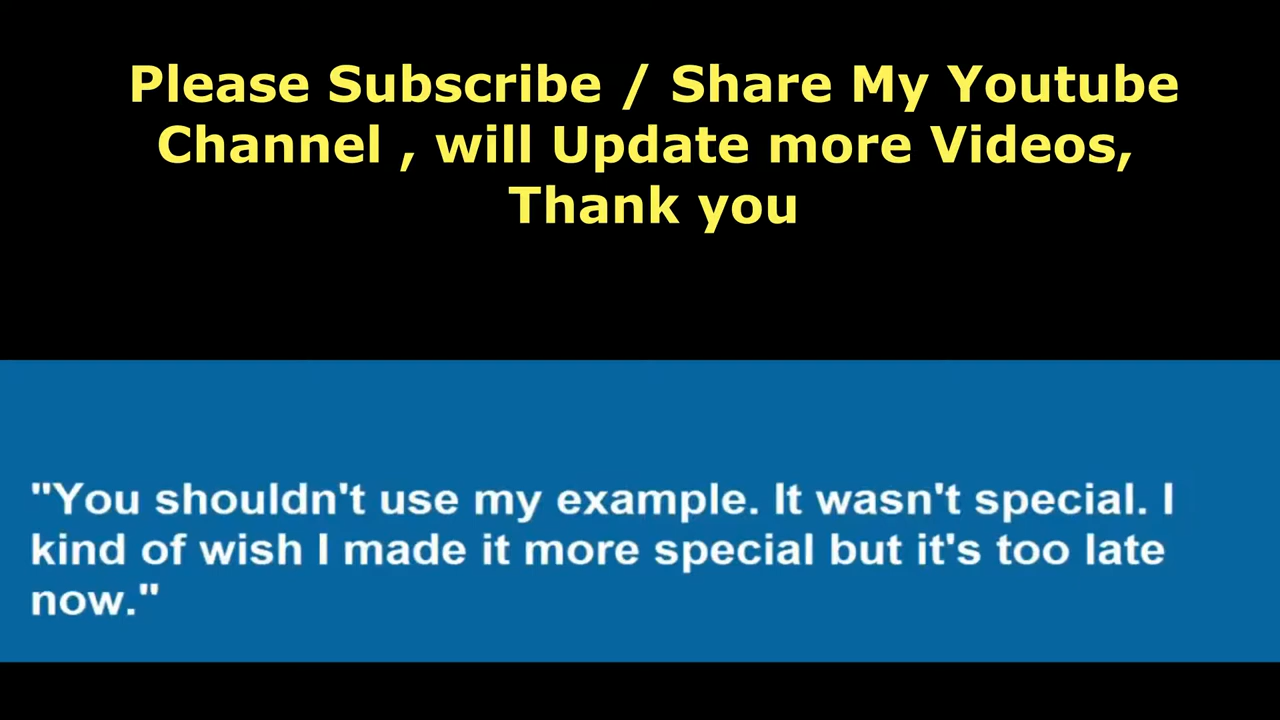 Please Subscribe / Share My Youtube
Channel , will Update more Videos,
Thank you
"You shouldn't use my example. It wasn't special. I
kind of wish I made it more special but it's too late
now."